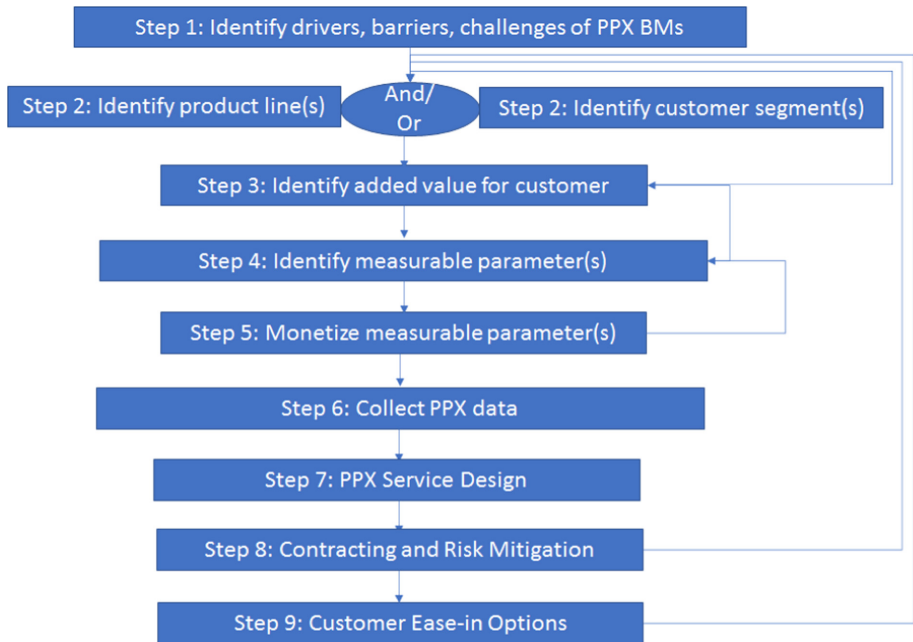 Step 1: Identify drivers, barriers, challenges of PPX BMs
Step 2: Identify product line(s)
And/
Or
Step 2: Identify customer segment(s)
Step 3: Identify added value for customer
Step 4: Identify measurable parameter(s)
Step 5: Monetize measurable parameter(s)
Step 6: Collect PPX data
Step 7: PPX Service Design
Step 8: Contracting and Risk Mitigation
Step 9: Customer Ease-in Options